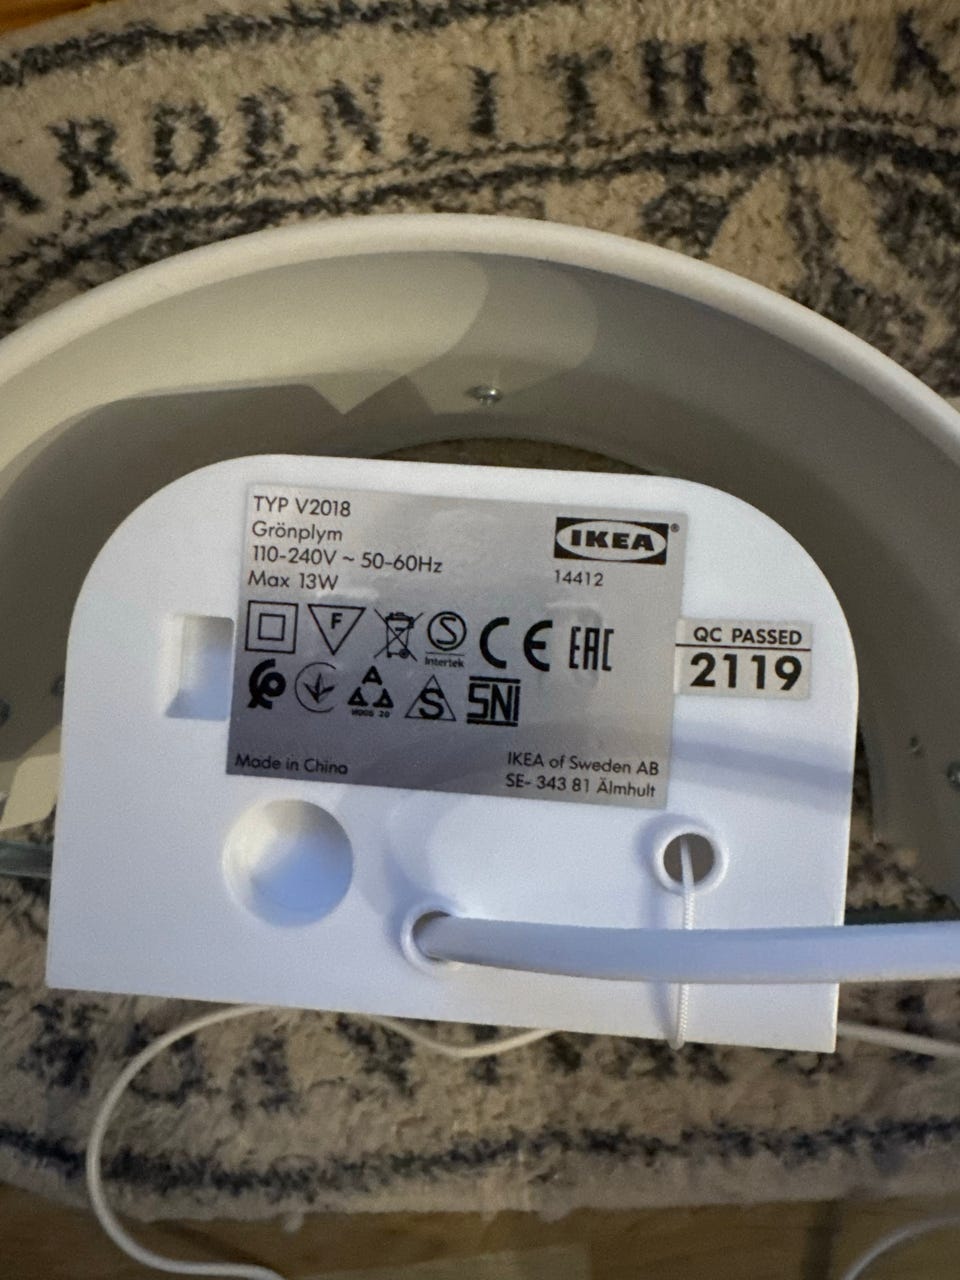 ARDEN ITHIN
TYP V2018
Grönplym
110-240V ~ 50-60Hz
Max 13W
IKEA®
14412
F
S
Intertek
CE
EAC
A
S
SNI
Made in China
IKEA of Sweden AB
SE- 343 81 Älmhult
QC PASSED
2119